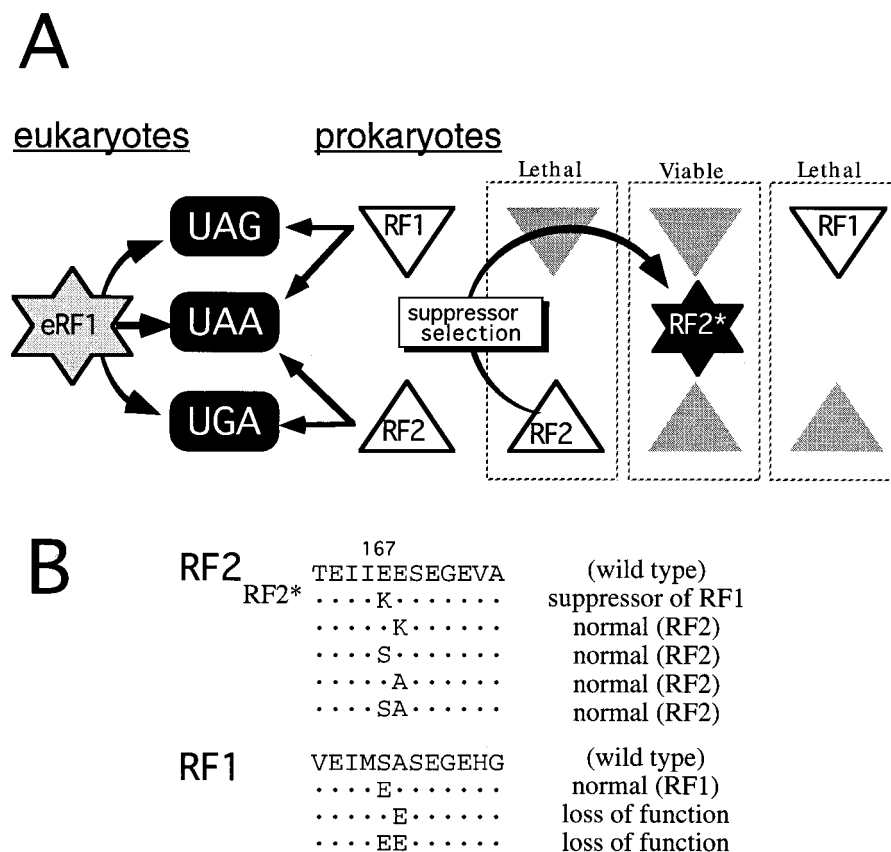 A
eukaryotes
prokaryotes
Lethal
Viable
Lethal
UAG
RF1
RF1
eRF1
UAA
suppressor
selection
RF2*
UGA
RF2
RF2
B
167
RF2 TEIIEESEGEVA (wild type)
RF2* ····K······· suppressor of RF1
·····K······ normal (RF2)
····S······· normal (RF2)
·····A······ normal (RF2)
····SA······ normal (RF2)
RF1 VEIMSASEGEHG (wild type)
····E······· normal (RF1)
·····E······ loss of function
····EE······ loss of function